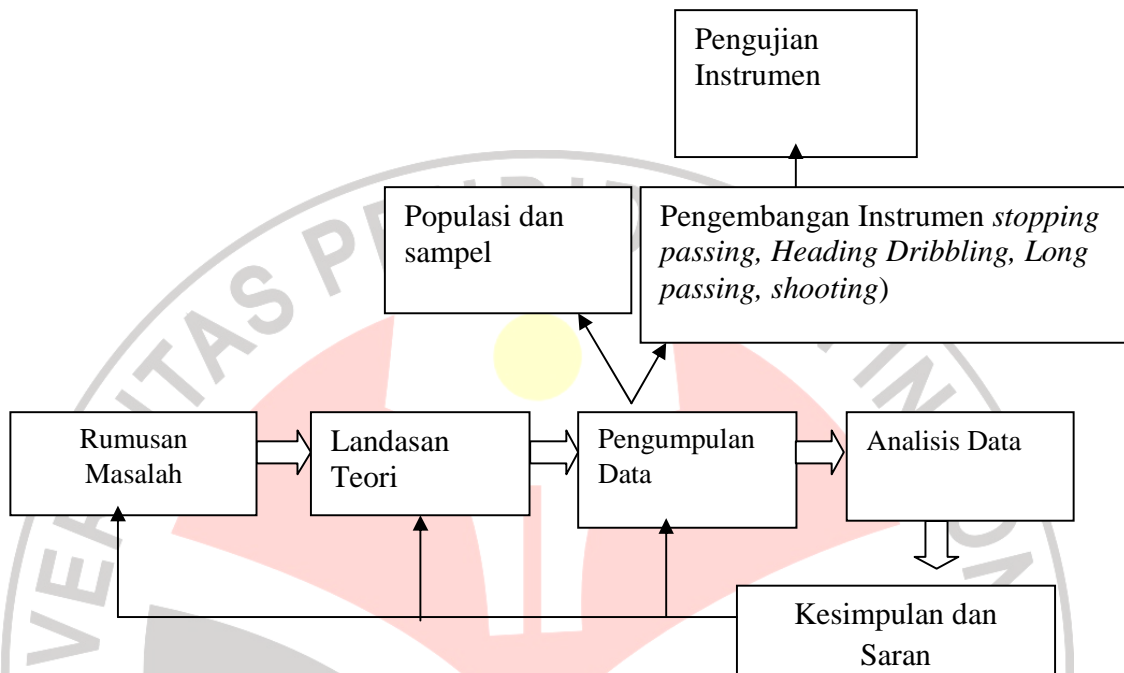 Pengujian
Instrumen
Populasi dan
sampel
Pengembangan Instrumen stopping
passing, Heading Dribbling, Long
passing, shooting)
Rumusan
Masalah
Landasan
Teori
Pengumpulan
Data
Analisis Data
Kesimpulan dan
Saran